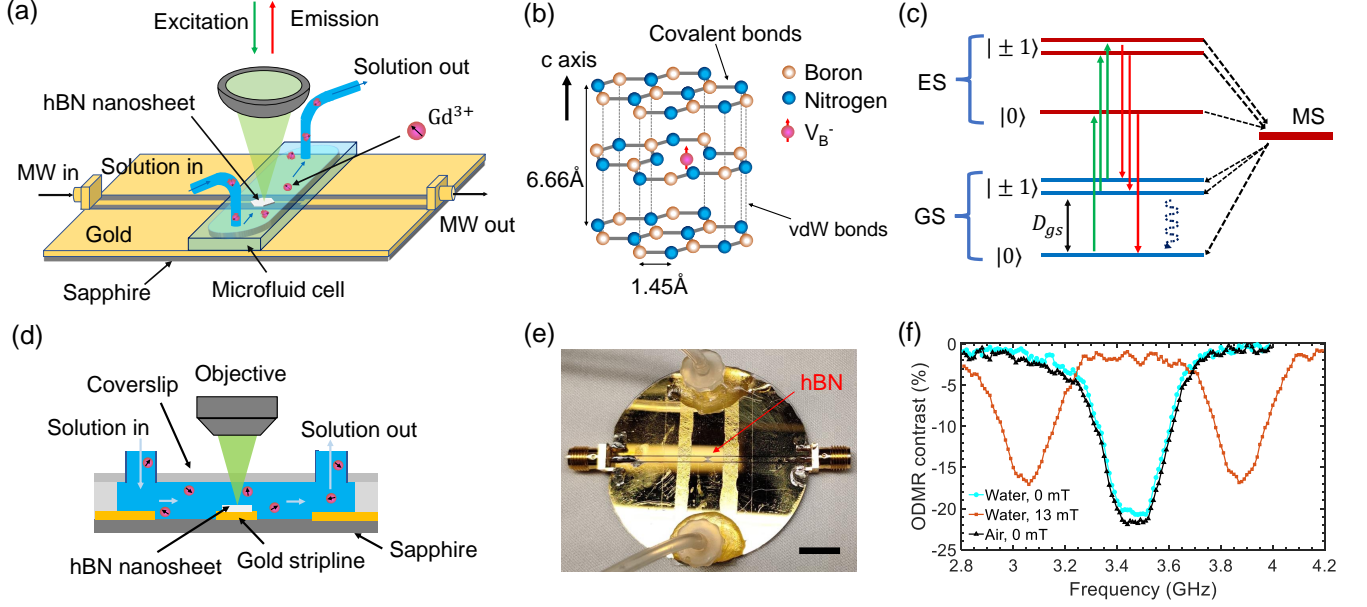 (a)
Excitation
Emission
Solution out
hBN nanosheet
Gd³⁺
Solution in
MW in
MW out
Gold
Sapphire
Microfluid cell
(b)
Covalent bonds
c axis
Boron
Nitrogen
V_B⁻
6.66Å
vdW bonds
1.45Å
(c)
|±1⟩
ES
|0⟩
MS
|±1⟩
GS
D_gs
|0⟩
(d)
Coverslip
Objective
Solution in
Solution out
hBN nanosheet
Gold stripline
Sapphire
(e)
hBN
(f)
ODMR contrast (%)
0
-5
-10
-15
-20
-25
Water, 0 mT
Water, 13 mT
Air, 0 mT
2.8 3 3.2 3.4 3.6 3.8 4 4.2
Frequency (GHz)